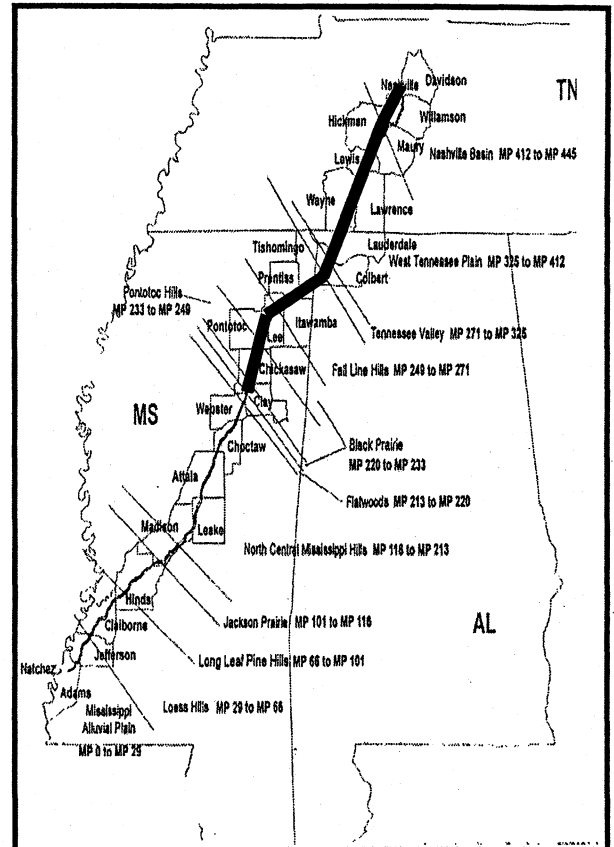 Nashville
Davidson
TN
Hickman
Williamson
Maury
Nashville Basin MP 412 to MP 445
Lewis
Wayne
Lawrence
Lauderdale
Tishomingo
West Tennessee Plain MP 325 to MP 412
Prentiss
Colbert
Pontotoc Hills
MP 233 to MP 249
Itawamba
Pontotoc
Lee
Tennessee Valley MP 271 to MP 325
Chickasaw
Fall Line Hills MP 249 to MP 271
MS
Webster
Clay
Choctaw
Black Prairie
MP 220 to MP 233
Attala
Flatwoods MP 213 to MP 220
Madison
Leake
North Central Mississippi Hills MP 116 to MP 213
Hinds
Jackson Prairie MP 101 to MP 116
AL
Claiborne
Jefferson
Long Leaf Pine Hills MP 66 to MP 101
Natchez
Adams
Loess Hills MP 29 to MP 66
Mississippi
Alluvial Plain
MP 0 to MP 29